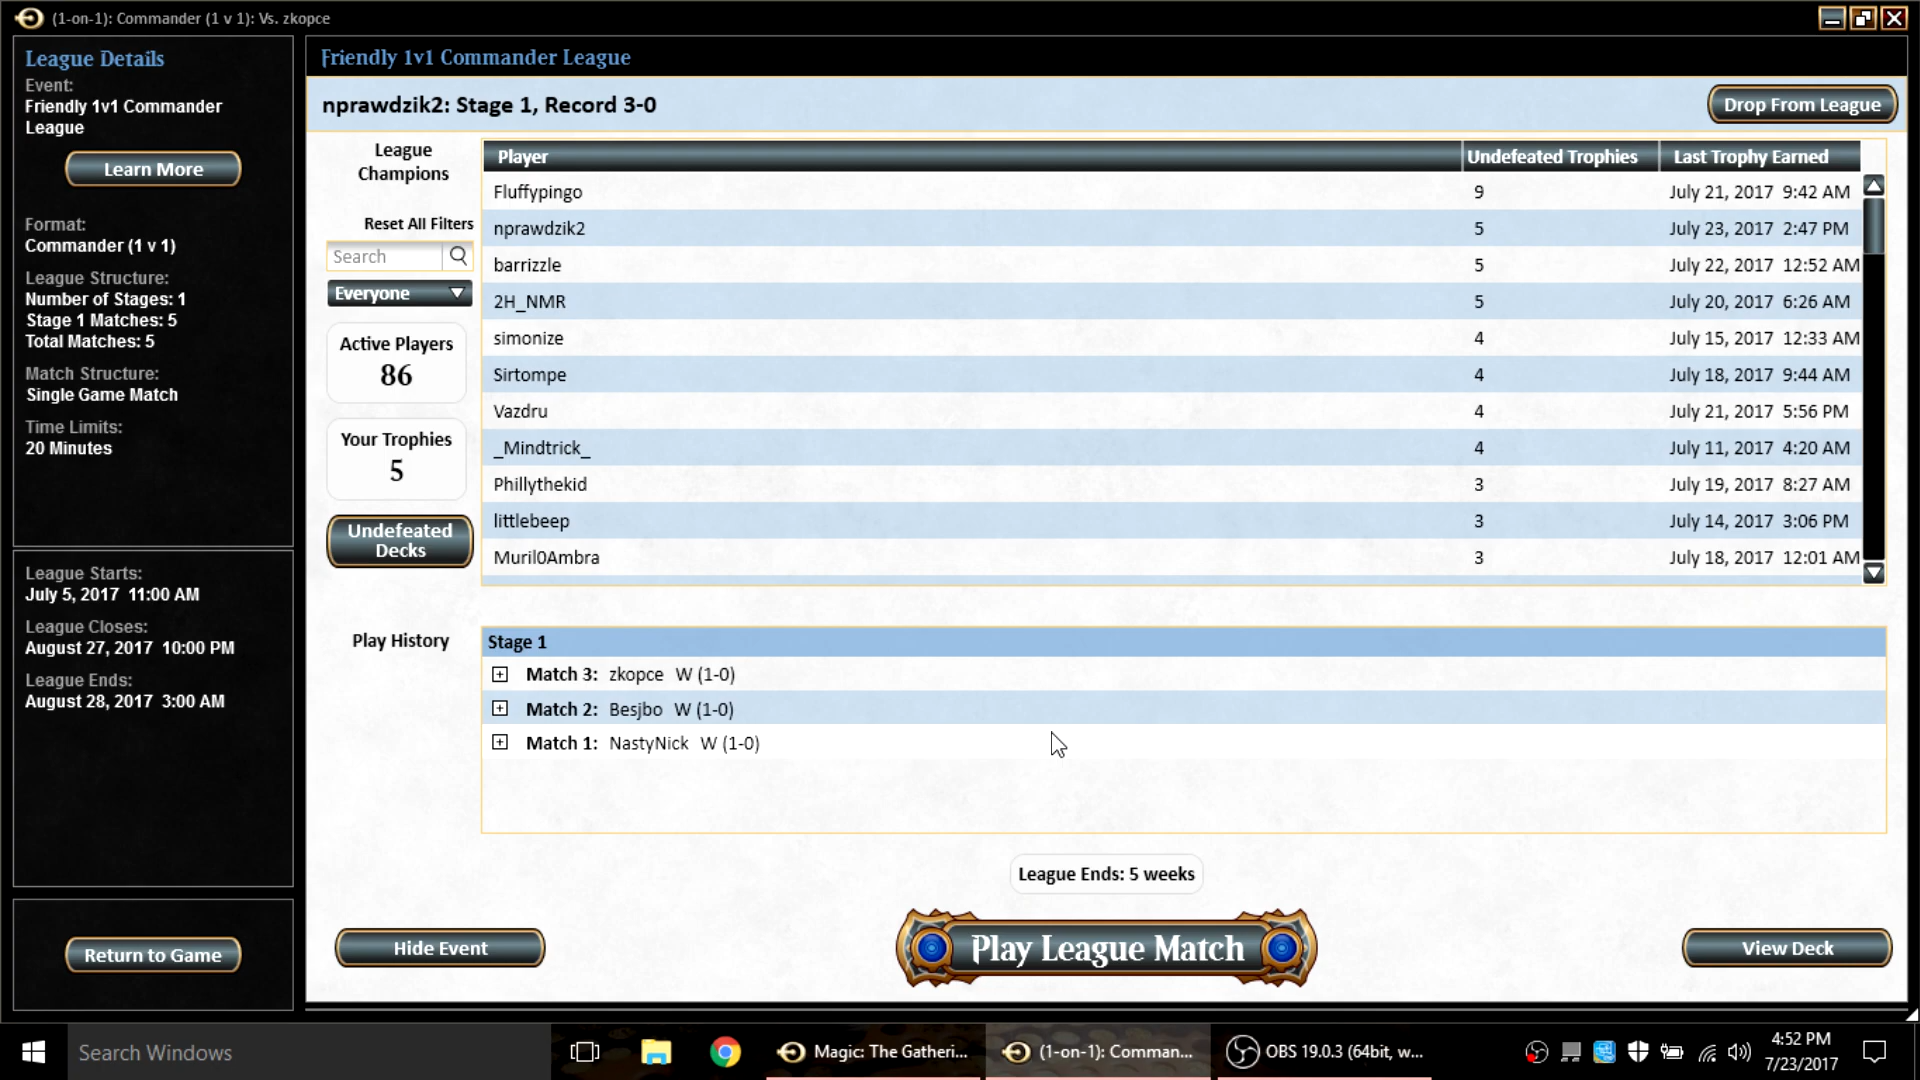 (1-on-1): Commander (1 v 1): Vs. zkopce
League Details
Event:
Friendly 1v1 Commander
League
Learn More
Format:
Commander (1 v 1)
League Structure:
Number of Stages: 1
Stage 1 Matches: 5
Total Matches: 5
Match Structure:
Single Game Match
Time Limits:
20 Minutes
League Starts:
July 5, 2017 11:00 AM
League Closes:
August 27, 2017 10:00 PM
League Ends:
August 28, 2017 3:00 AM
Return to Game
Friendly 1v1 Commander League
nprawdzik2: Stage 1, Record 3-0
Drop From League
League
Champions
Reset All Filters
Search
Everyone
Active Players
86
Your Trophies
5
Undefeated
Decks
Player Undefeated Trophies Last Trophy Earned
Fluffypingo 9 July 21, 2017 9:42 AM
nprawdzik2 5 July 23, 2017 2:47 PM
barrizzle 5 July 22, 2017 12:52 AM
2H_NMR 5 July 20, 2017 6:26 AM
simonize 4 July 15, 2017 12:33 AM
Sirtompe 4 July 18, 2017 9:44 AM
Vazdru 4 July 21, 2017 5:56 PM
_Mindtrick_ 4 July 11, 2017 4:20 AM
Phillythekid 3 July 19, 2017 8:27 AM
littlebeep 3 July 14, 2017 3:06 PM
Muril0Ambra 3 July 18, 2017 12:01 AM
Play History
Stage 1
Match 3: zkopce W (1-0)
Match 2: Besjbo W (1-0)
Match 1: NastyNick W (1-0)
League Ends: 5 weeks
Hide Event
Play League Match
View Deck
Search Windows
Magic: The Gatheri...
(1-on-1): Comman...
OBS 19.0.3 (64bit, w...
4:52 PM
7/23/2017